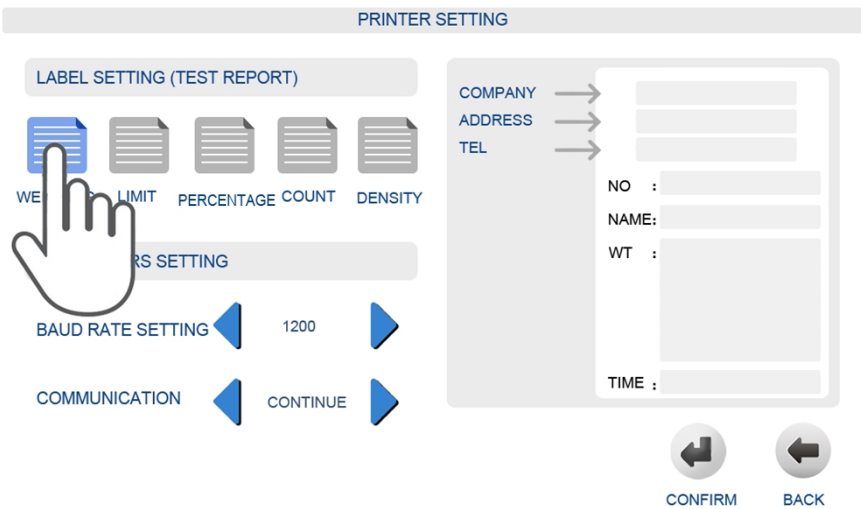 PRINTER SETTING
LABEL SETTING (TEST REPORT)
LIMIT
PERCENTAGE
COUNT
DENSITY
SETTING
BAUD RATE SETTING
1200
COMMUNICATION
CONTINUE
COMPANY
ADDRESS
TEL
NO :
NAME:
WT :
TIME :
CONFIRM
BACK